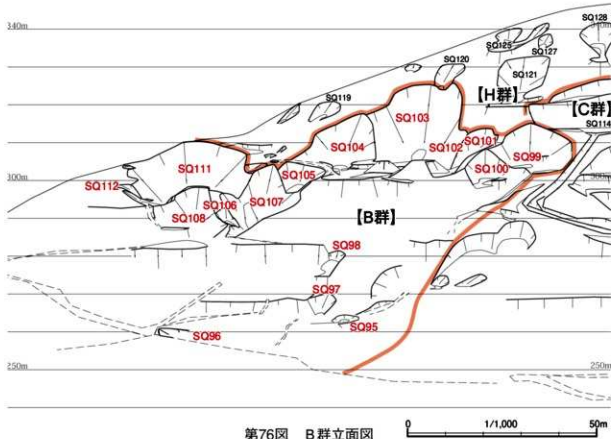 SQ128
340m
SQ125
SQ127
SQ120
SQ121
【H群】
SQ119
【C群】
SQ103
SQ114
SQ104
SQ101
SQ102
SQ99
SQ111
SQ105
SQ100
300m
SQ112
SQ106
SQ107
SQ108
【B群】
SQ98
SQ97
SQ95
SQ96
250m
250m
第76図 B群立面図
0 1/1,000 50m